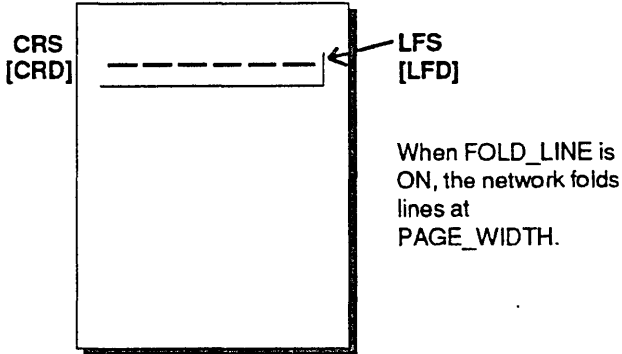 CRS
[CRD]
LFS
[LFD]
When FOLD_LINE is
ON, the network folds
lines at
PAGE_WIDTH.